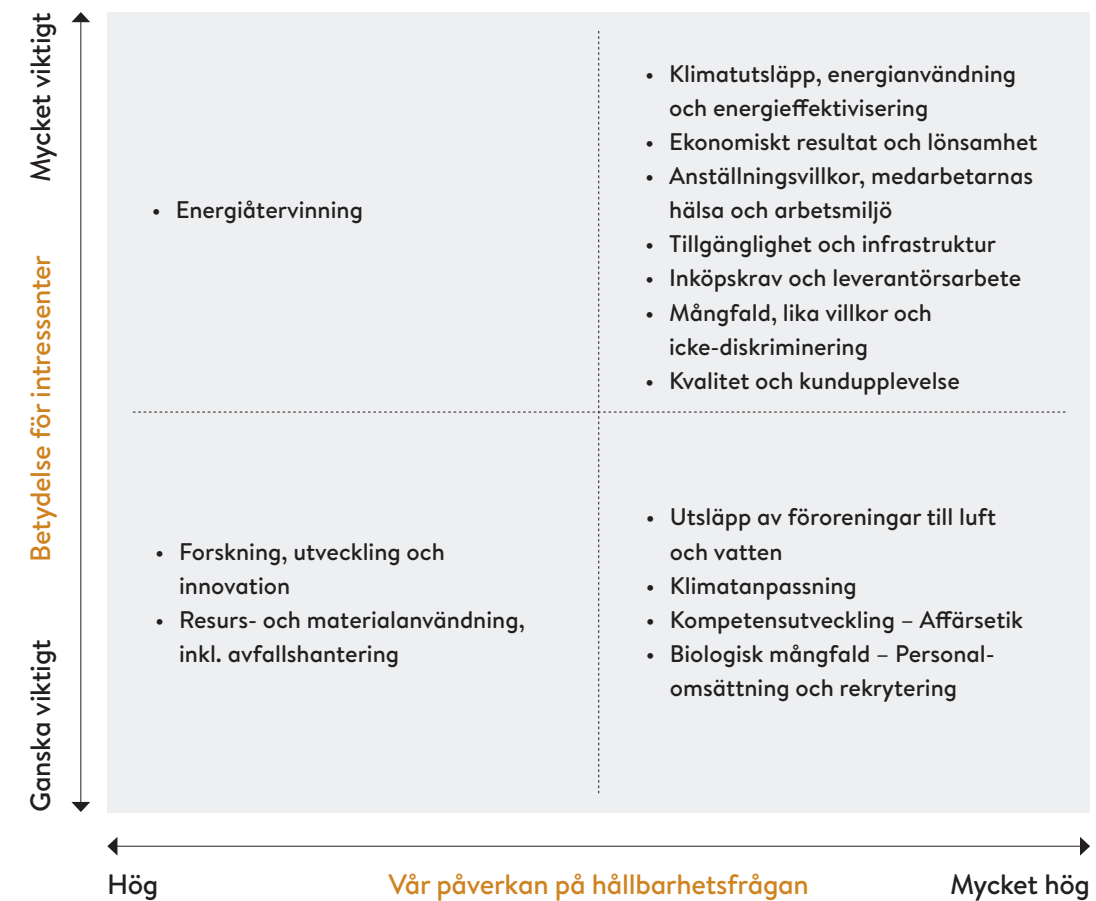 Mycket viktigt
Betydelse för intressenter
Ganska viktigt
• Energiåtervinning
• Klimatutsläpp, energianvändning
och energieffektivisering
• Ekonomiskt resultat och lönsamhet
• Anställningsvillkor, medarbetarnas
hälsa och arbetsmiljö
• Tillgänglighet och infrastruktur
• Inköpskrav och leverantörsarbete
• Mångfald, lika villkor och
icke-diskriminering
• Kvalitet och kundupplevelse
• Forskning, utveckling och
innovation
• Resurs- och materialanvändning,
inkl. avfallshantering
• Utsläpp av föroreningar till luft
och vatten
• Klimatanpassning
• Kompetensutveckling – Affärsetik
• Biologisk mångfald – Personal-
omsättning och rekrytering
Hög
Vår påverkan på hållbarhetsfrågan
Mycket hög